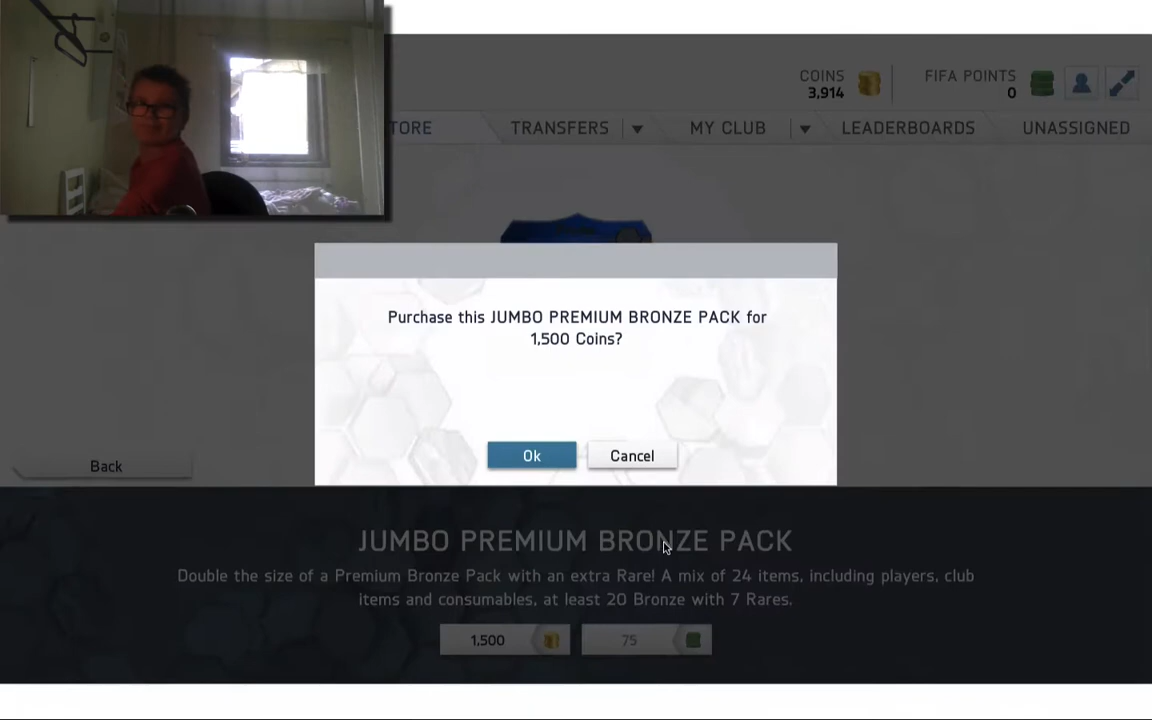 COINS
3,914
FIFA POINTS
0
TORE
TRANSFERS
MY CLUB
LEADERBOARDS
UNASSIGNED
Purchase this JUMBO PREMIUM BRONZE PACK for
1,500 Coins?
Ok
Cancel
Back
JUMBO PREMIUM BRONZE PACK
Double the size of a Premium Bronze Pack with an extra Rare! A mix of 24 items, including players, club
items and consumables, at least 20 Bronze with 7 Rares.
1,500
75